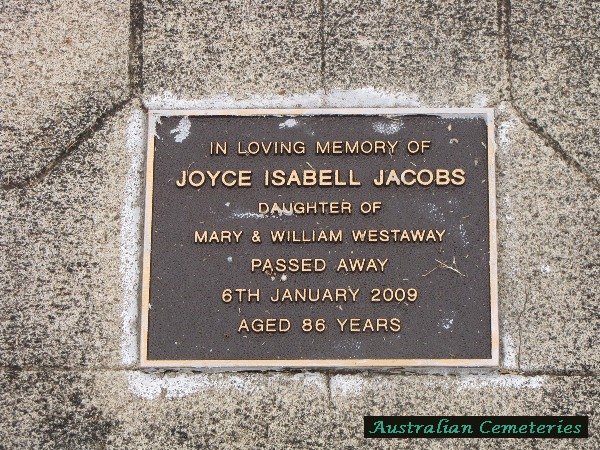 IN LOVING MEMORY OF
JOYCE ISABELL JACOBS
DAUGHTER OF
MARY & WILLIAM WESTAWAY
PASSED AWAY
6TH JANUARY 2009
AGED 86 YEARS
Australian Cemeteries